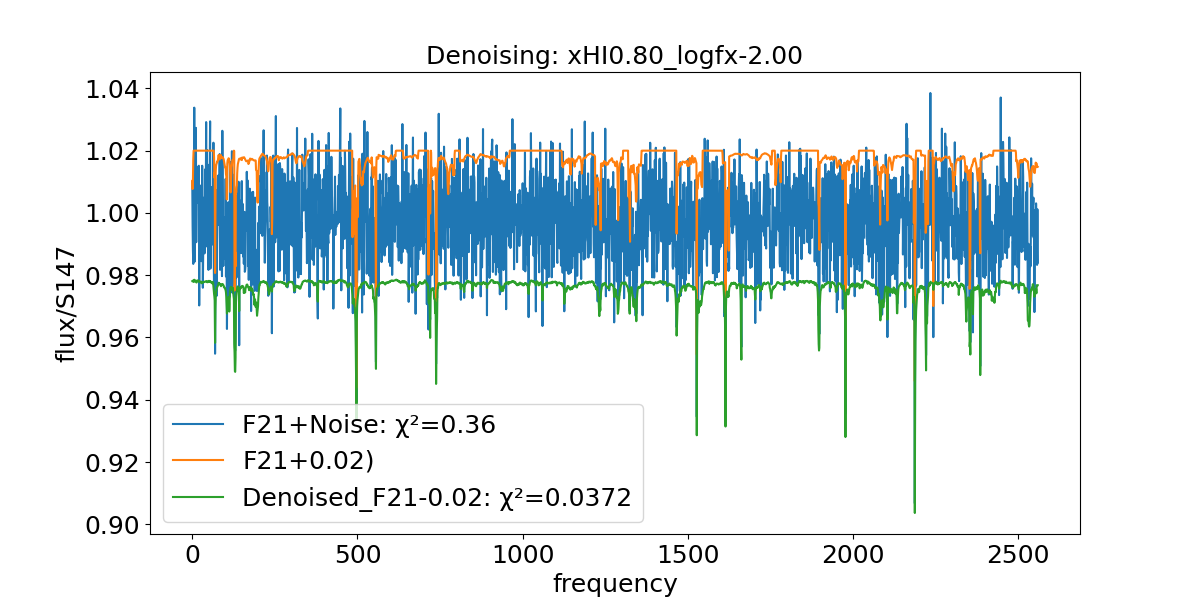 Denoising: xHI0.80_logfx-2.00
flux/S147
1.04
1.02
1.00
0.98
0.96
0.94
0.92
0.90
F21+Noise: χ²=0.36
F21+0.02)
Denoised_F21-0.02: χ²=0.0372
0 500 1000 1500 2000 2500
frequency